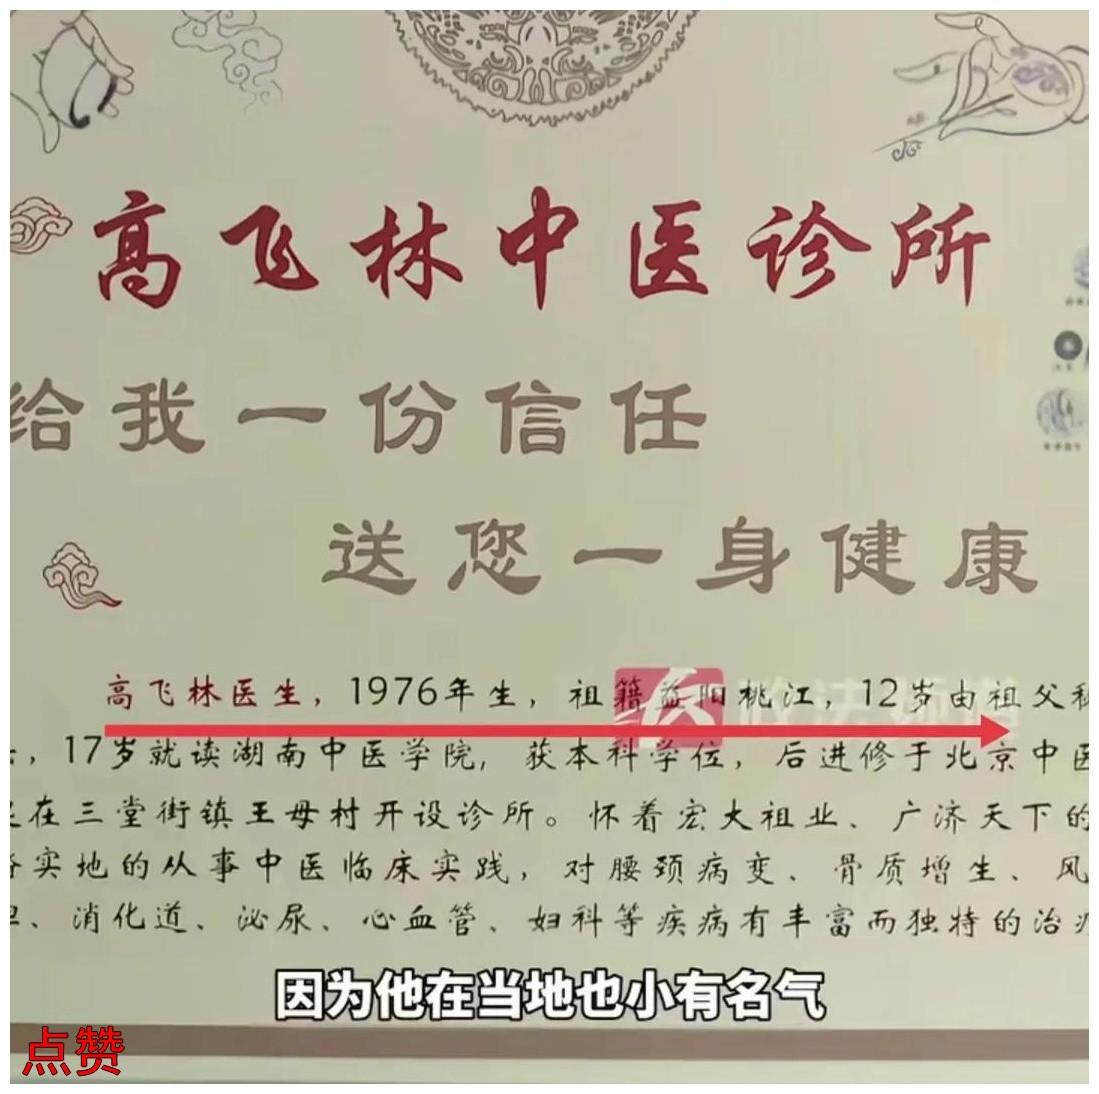 高飞林中医诊所
给我一份信任
送您一身健康
高飞林医生，1976年生，祖籍益阳桃江，12岁由祖父
，17岁就读湖南中医学院，获本科学位，后进修于北京中医
在三堂街镇王母村开设诊所。怀着宏大祖业、广济天下的
实地的从事中医临床实践，对腰颈病变、骨质增生、风
、消化道、泌尿、心血管、妇科等疾病有丰富而独特的治疗
政法频道
因为他在当地也小有名气
点赞